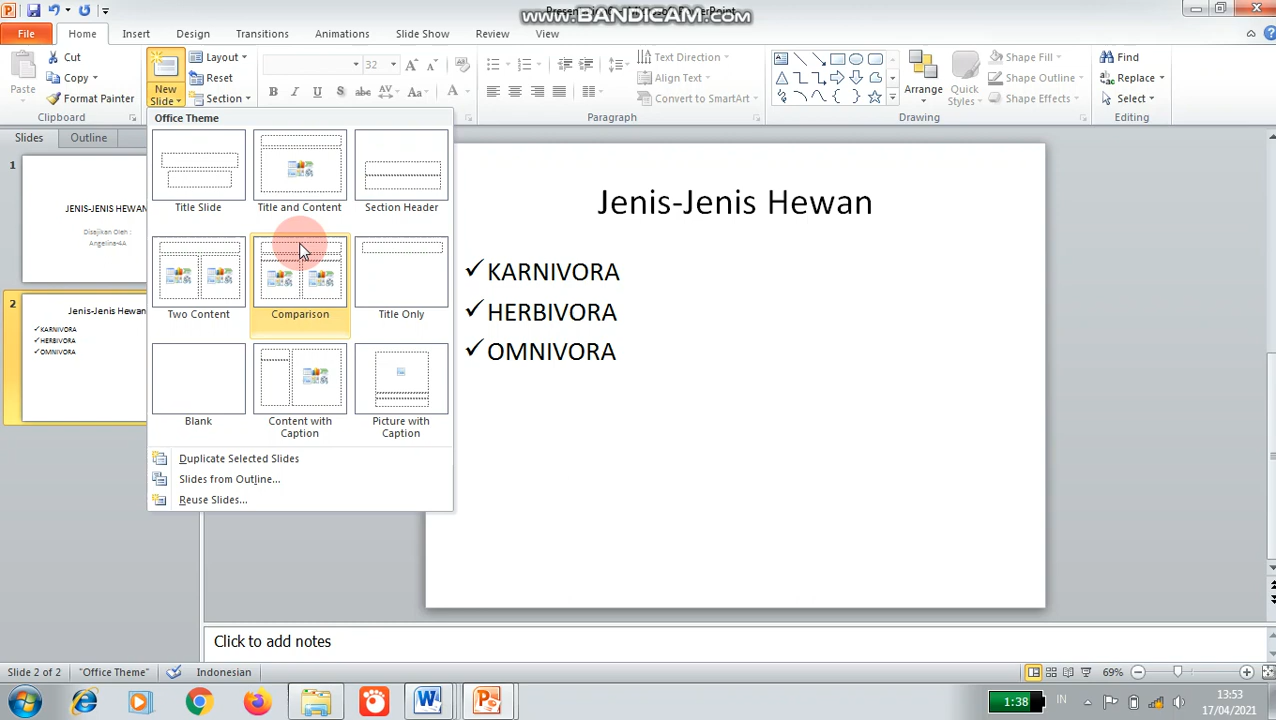 www.BANDICAM.com
File Home Insert Design Transitions Animations Slide Show Review View
Paste
Cut
Copy
Format Painter
Clipboard
New Slide
Layout
Reset
Section
32
Text Direction
Align Text
Convert to SmartArt
Paragraph
Arrange
Quick Styles
Shape Fill
Shape Outline
Shape Effects
Drawing
Find
Replace
Select
Editing
Slides Outline
1
JENIS-JENIS HEWAN
Disajikan Oleh :
Angelina-4A
2
Jenis-Jenis Hewan
KARNIVORA
HERBIVORA
OMNIVORA
Office Theme
Title Slide
Title and Content
Section Header
Two Content
Comparison
Title Only
Blank
Content with Caption
Picture with Caption
Duplicate Selected Slides
Slides from Outline...
Reuse Slides...
Jenis-Jenis Hewan
✓KARNIVORA
✓HERBIVORA
✓OMNIVORA
Click to add notes
Slide 2 of 2 "Office Theme" Indonesian 69%
1:38 IN 13:53
17/04/2021